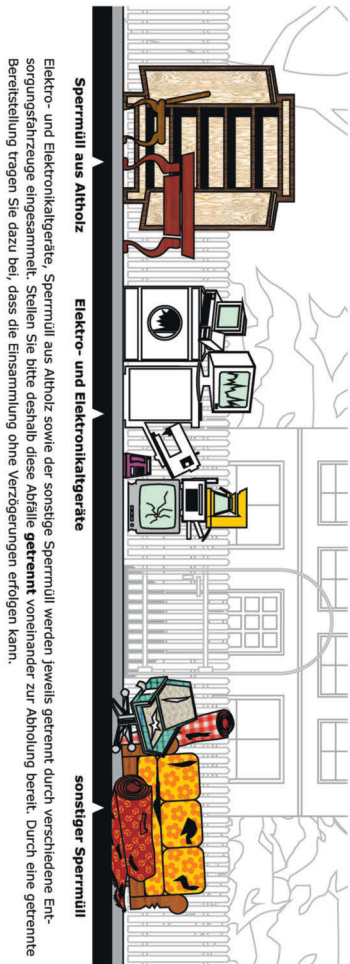 Sperrmüll aus Altholz
Elektro- und Elektronikaltgeräte
sonstiger Sperrmüll
Elektro- und Elektronikaltgeräte, Sperrmüll aus Altholz sowie der sonstige Sperrmüll werden jeweils getrennt durch verschiedene Ent-
sorgungsfahrzeuge eingesammelt. Stellen Sie bitte deshalb diese Abfälle getrennt voneinander zur Abholung bereit. Durch eine getrennte
Bereitstellung tragen Sie dazu bei, dass die Einsammlung ohne Verzögerungen erfolgen kann.